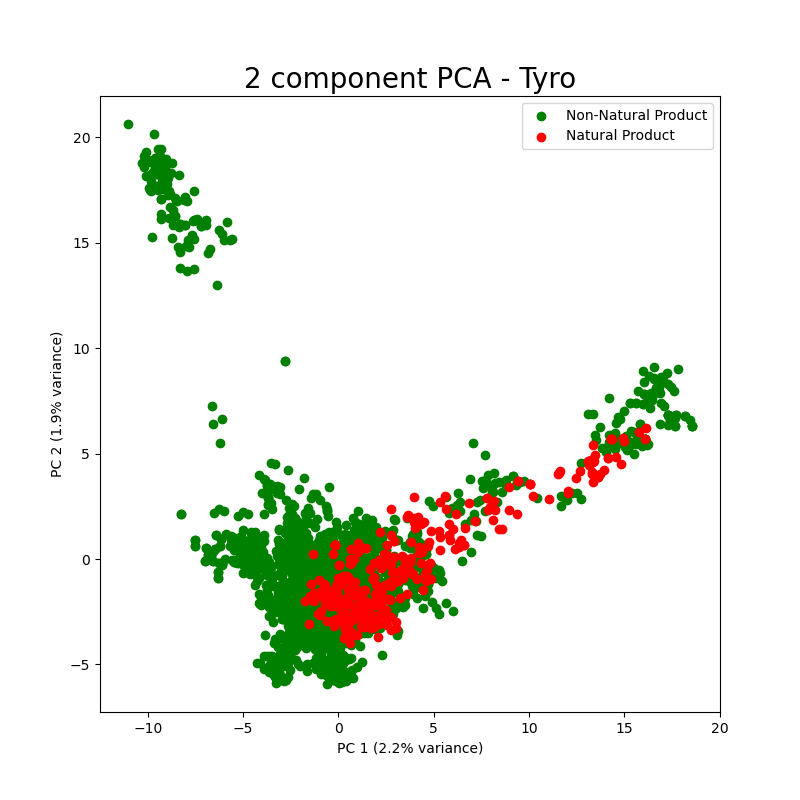 2 component PCA - Tyro
Non-Natural Product
Natural Product
20
15
10
5
0
−5
PC 2 (1.9% variance)
−10
−5
0
5
10
15
20
PC 1 (2.2% variance)